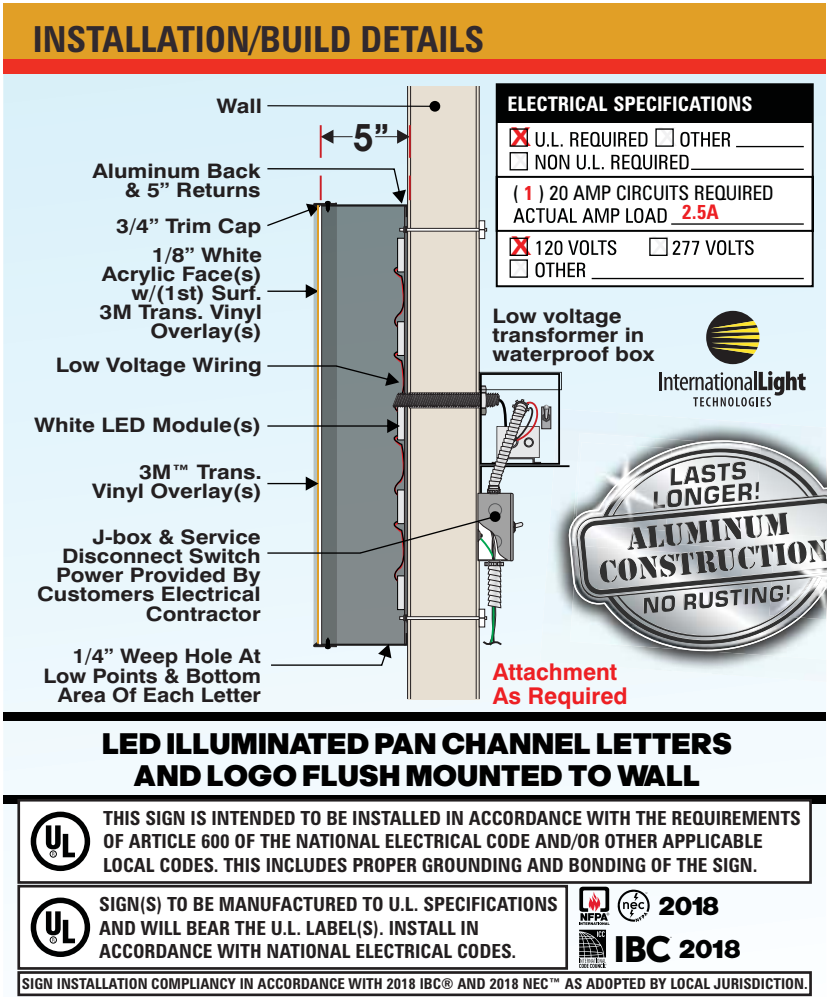 INSTALLATION/BUILD DETAILS
Wall
5”
Aluminum Back
& 5” Returns
3/4” Trim Cap
1/8” White
Acrylic Face(s)
w/(1st) Surf.
3M Trans. Vinyl
Overlay(s)
Low Voltage Wiring
White LED Module(s)
3M™ Trans.
Vinyl Overlay(s)
J-box & Service
Disconnect Switch
Power Provided By
Customers Electrical
Contractor
1/4” Weep Hole At
Low Points & Bottom
Area Of Each Letter
ELECTRICAL SPECIFICATIONS
X U.L. REQUIRED OTHER
NON U.L. REQUIRED
( 1 ) 20 AMP CIRCUITS REQUIRED
ACTUAL AMP LOAD 2.5A
X 120 VOLTS 277 VOLTS
OTHER
Low voltage
transformer in
waterproof box
InternationalLight
TECHNOLOGIES
LASTS
LONGER!
ALUMINUM
CONSTRUCTION
NO RUSTING!
Attachment
As Required
LED ILLUMINATED PAN CHANNEL LETTERS
AND LOGO FLUSH MOUNTED TO WALL
UL
THIS SIGN IS INTENDED TO BE INSTALLED IN ACCORDANCE WITH THE REQUIREMENTS
OF ARTICLE 600 OF THE NATIONAL ELECTRICAL CODE AND/OR OTHER APPLICABLE
LOCAL CODES. THIS INCLUDES PROPER GROUNDING AND BONDING OF THE SIGN.
UL
SIGN(S) TO BE MANUFACTURED TO U.L. SPECIFICATIONS
AND WILL BEAR THE U.L. LABEL(S). INSTALL IN
ACCORDANCE WITH NATIONAL ELECTRICAL CODES.
NFPA
INTERNATIONAL
nec
NFPA
2018
ICC
INTERNATIONAL
CODE COUNCIL
IBC 2018
SIGN INSTALLATION COMPLIANCY IN ACCORDANCE WITH 2018 IBC® AND 2018 NEC™ AS ADOPTED BY LOCAL JURISDICTION.